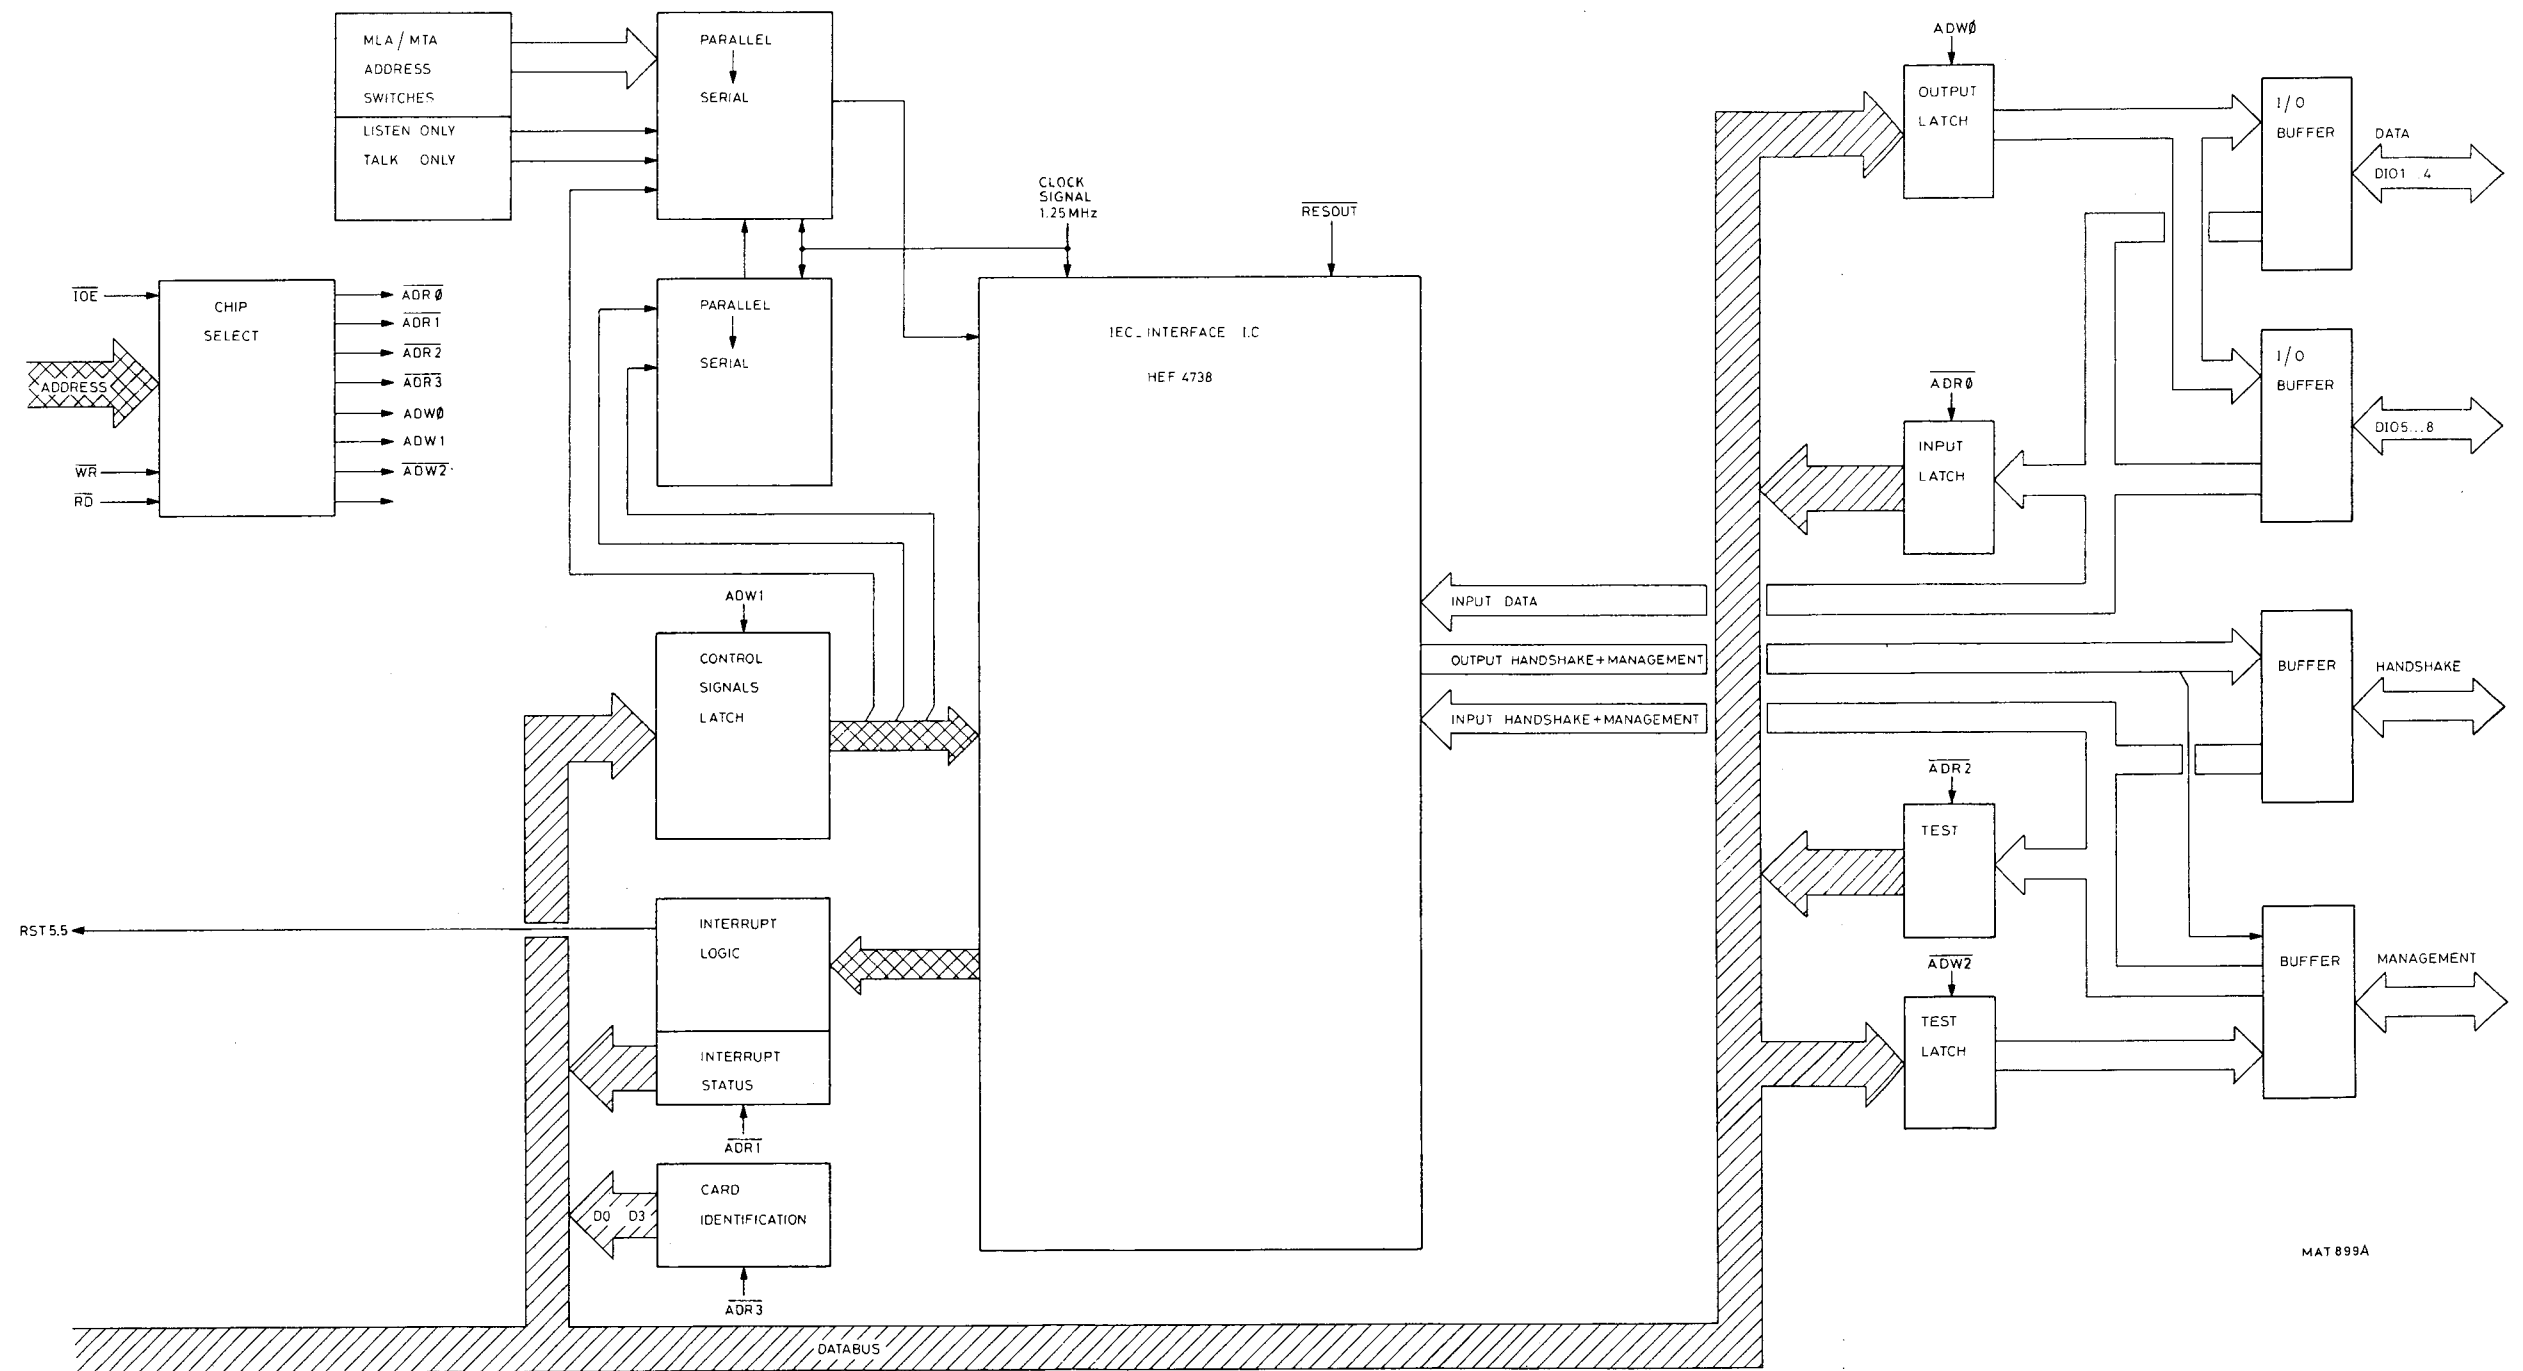 MLA/MTA
ADDRESS
SWITCHES
LISTEN ONLY
TALK ONLY
PARALLEL
SERIAL
PARALLEL
SERIAL
CLOCK
SIGNAL
1.25MHz
RESOUT
IOE
ADDRESS
WR
RD
CHIP
SELECT
ADRØ
ADR1
ADR2
ADR3
ADWØ
ADW1
ADW2
IEC_INTERFACE I.C
HEF 4738
ADW1
CONTROL
SIGNALS
LATCH
RST5.5
INTERRUPT
LOGIC
INTERRUPT
STATUS
ADR1
D0 D3
CARD
IDENTIFICATION
ADR3
DATABUS
INPUT DATA
OUTPUT HANDSHAKE+MANAGEMENT
INPUT HANDSHAKE+MANAGEMENT
ADWØ
OUTPUT
LATCH
ADRØ
INPUT
LATCH
ADR2
TEST
ADW2
TEST
LATCH
I/O
BUFFER
DATA
DIO1...4
I/O
BUFFER
DIO5...8
BUFFER
HANDSHAKE
BUFFER
MANAGEMENT
MAT899A